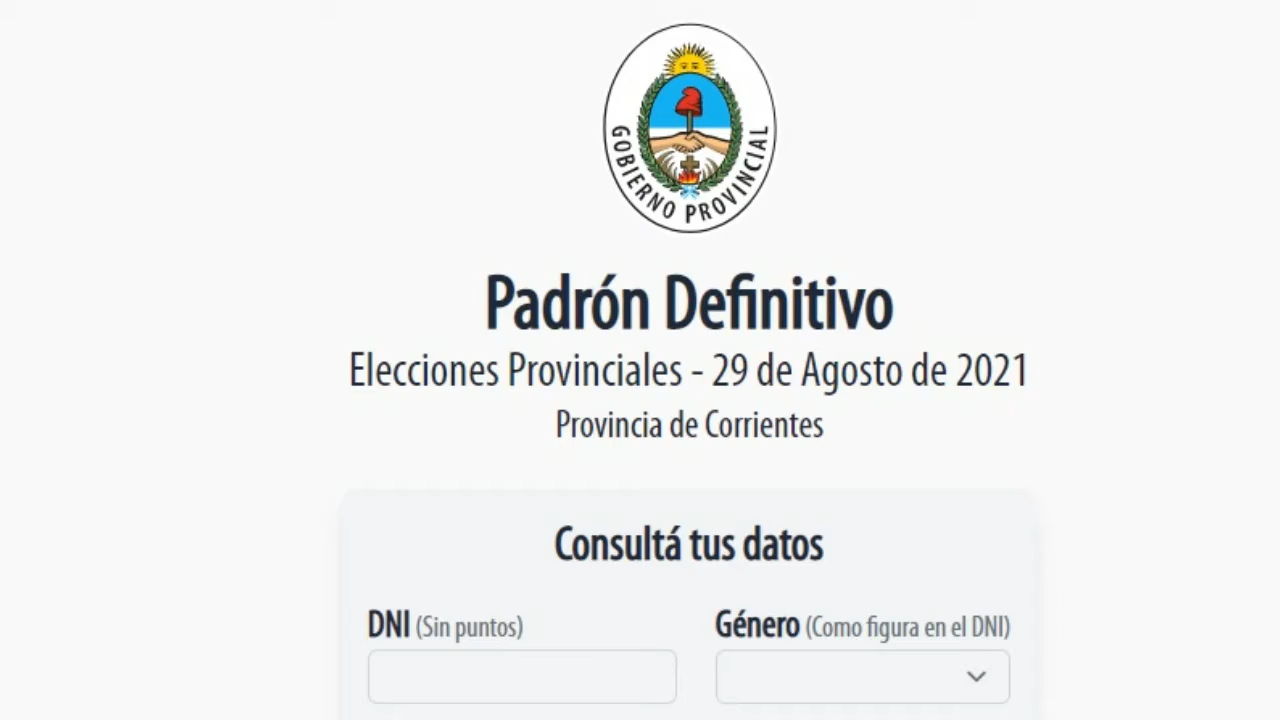 GOBIERNO PROVINCIAL
Padrón Definitivo
Elecciones Provinciales - 29 de Agosto de 2021
Provincia de Corrientes
Consultá tus datos
DNI (Sin puntos)
Género (Como figura en el DNI)